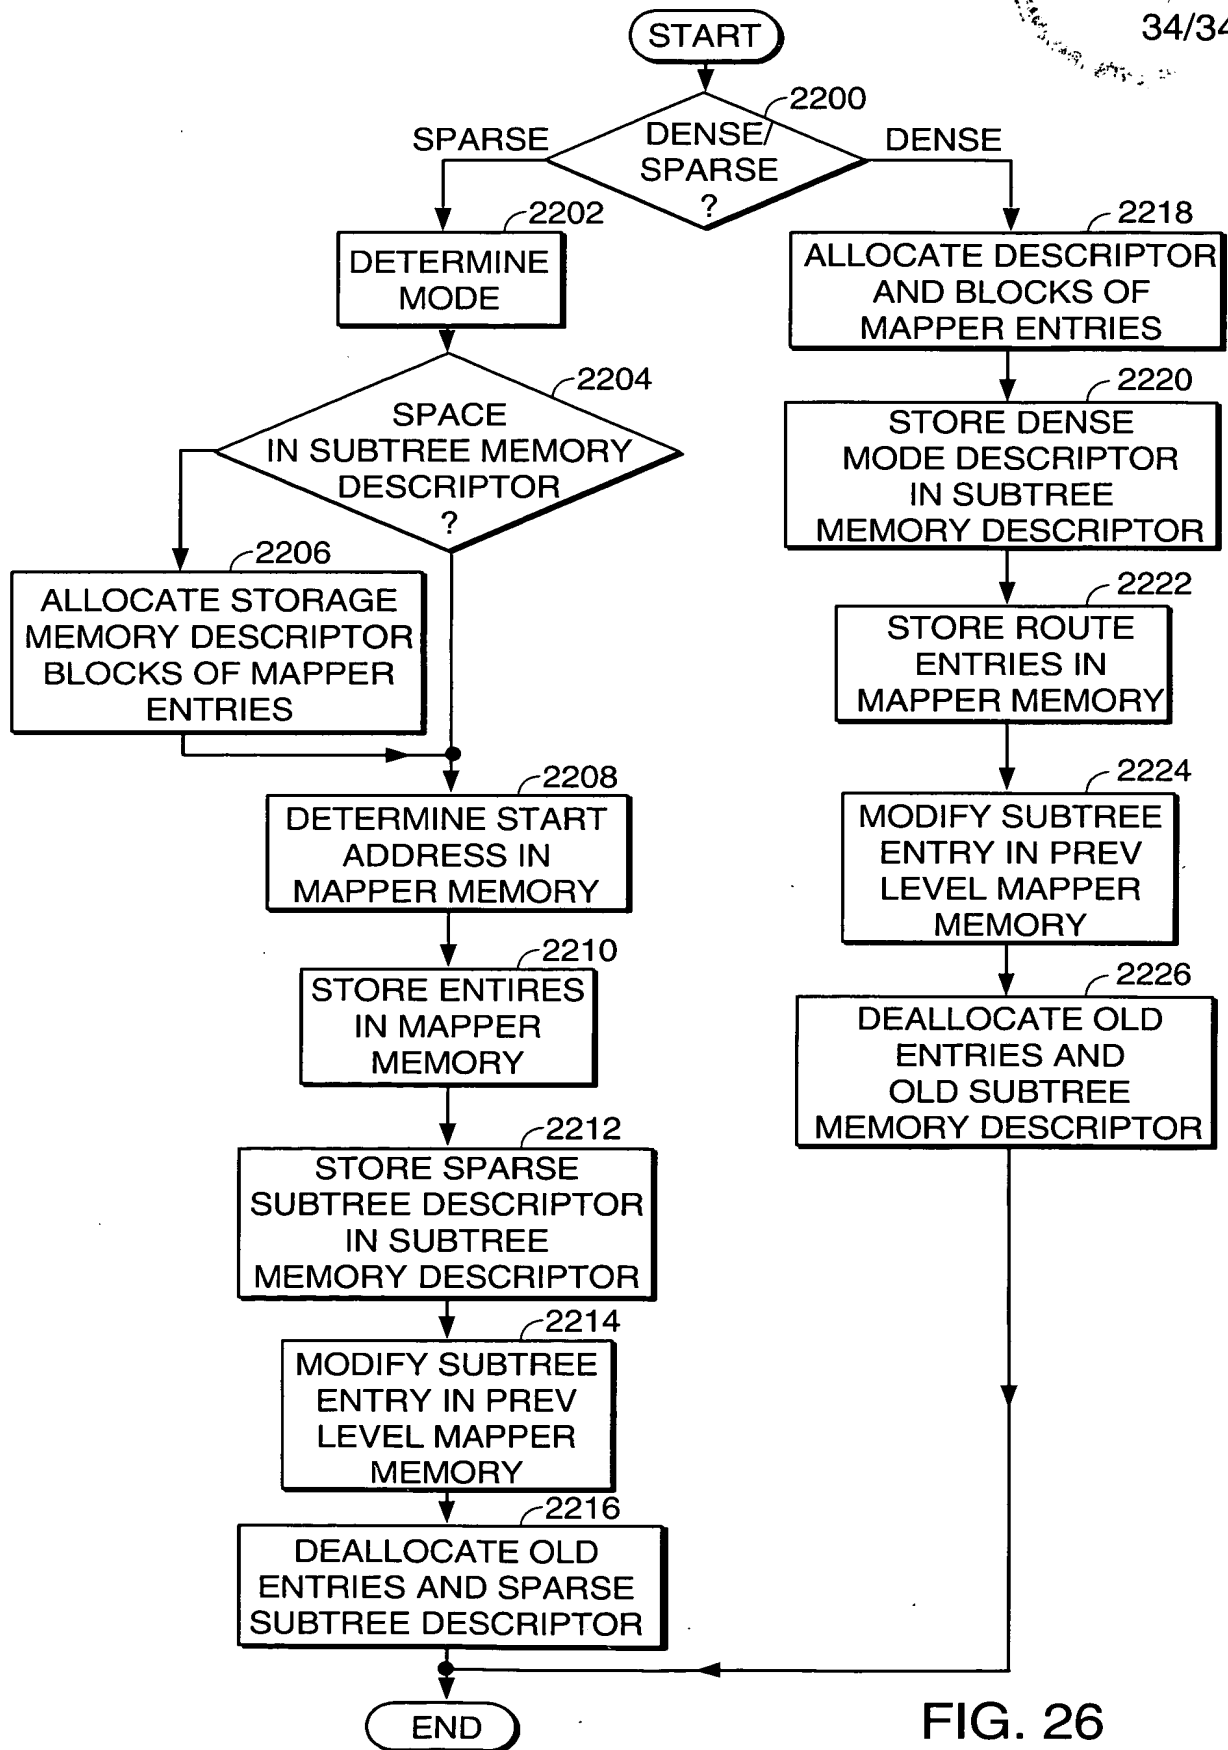 34/34
START
2200
DENSE/
SPARSE
?
SPARSE
DENSE
2202
DETERMINE
MODE
2204
SPACE
IN SUBTREE MEMORY
DESCRIPTOR
?
2206
ALLOCATE STORAGE
MEMORY DESCRIPTOR
BLOCKS OF MAPPER
ENTRIES
2208
DETERMINE START
ADDRESS IN
MAPPER MEMORY
2210
STORE ENTIRES
IN MAPPER
MEMORY
2212
STORE SPARSE
SUBTREE DESCRIPTOR
IN SUBTREE
MEMORY DESCRIPTOR
2214
MODIFY SUBTREE
ENTRY IN PREV
LEVEL MAPPER
MEMORY
2216
DEALLOCATE OLD
ENTRIES AND SPARSE
SUBTREE DESCRIPTOR
2218
ALLOCATE DESCRIPTOR
AND BLOCKS OF
MAPPER ENTRIES
2220
STORE DENSE
MODE DESCRIPTOR
IN SUBTREE
MEMORY DESCRIPTOR
2222
STORE ROUTE
ENTRIES IN
MAPPER MEMORY
2224
MODIFY SUBTREE
ENTRY IN PREV
LEVEL MAPPER
MEMORY
2226
DEALLOCATE OLD
ENTRIES AND
OLD SUBTREE
MEMORY DESCRIPTOR
END
FIG. 26